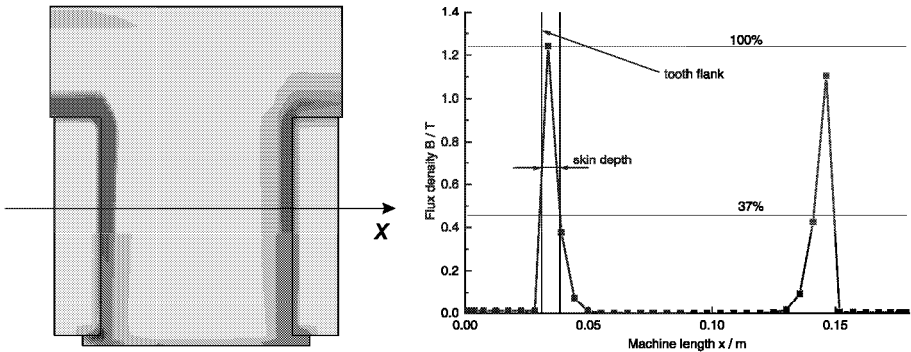 X
1.4
1.2
1.0
0.8
0.6
0.4
0.2
0.0
Flux density B / T
100%
tooth flank
skin depth
37%
0.00
0.05
0.10
0.15
Machine length x / m